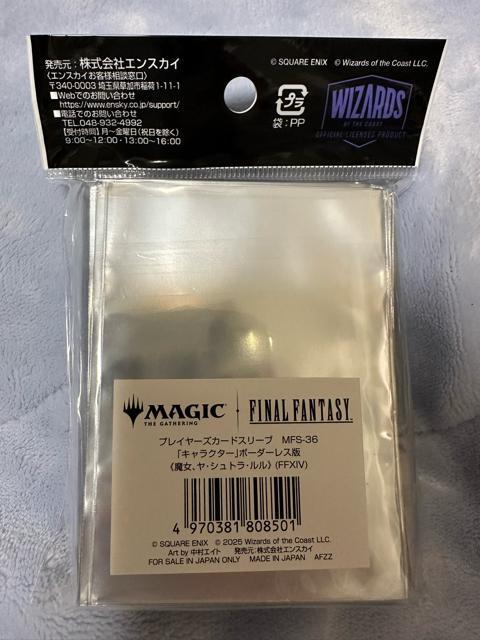 発売元：株式会社エンスカイ
〈エンスカイお客様相談窓口〉
〒340-0003 埼玉県草加市稲荷1-11-1
■Webでのお問い合わせ
https://www.ensky.co.jp/support/
■電話でのお問い合わせ
TEL.048-932-4992
【受付時間】月～金曜日(祝日を除く)
9:00～12:00・13:00～16:00
© SQUARE ENIX © Wizards of the Coast LLC.
プラ
袋：PP
WIZARDS
OF THE COAST
OFFICIAL LICENSED PRODUCT
MAGIC
THE GATHERING
FINAL FANTASY
プレイヤーズカードスリーブ MFS-36
「キャラクター」ボーダーレス版
《魔女、ヤ・シュトラ・ルル》(FFXIV)
4 970381 808501
© SQUARE ENIX © 2025 Wizards of the Coast LLC.
Art by 中村エイト 発売元：株式会社エンスカイ
FOR SALE IN JAPAN ONLY MADE IN JAPAN AFZZ